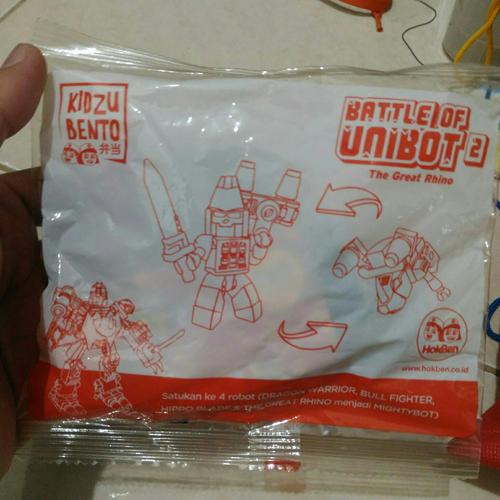 KIDZU
BENTO
弁当
BATTLE OF
UNIBOT 2
The Great Rhino
HokBen
www.hokben.co.id
Satukan ke 4 robot (DRAGON WARRIOR, BULL FIGHTER,
HIPPO BLADE & THE GREAT RHINO menjadi MIGHTYBOT)